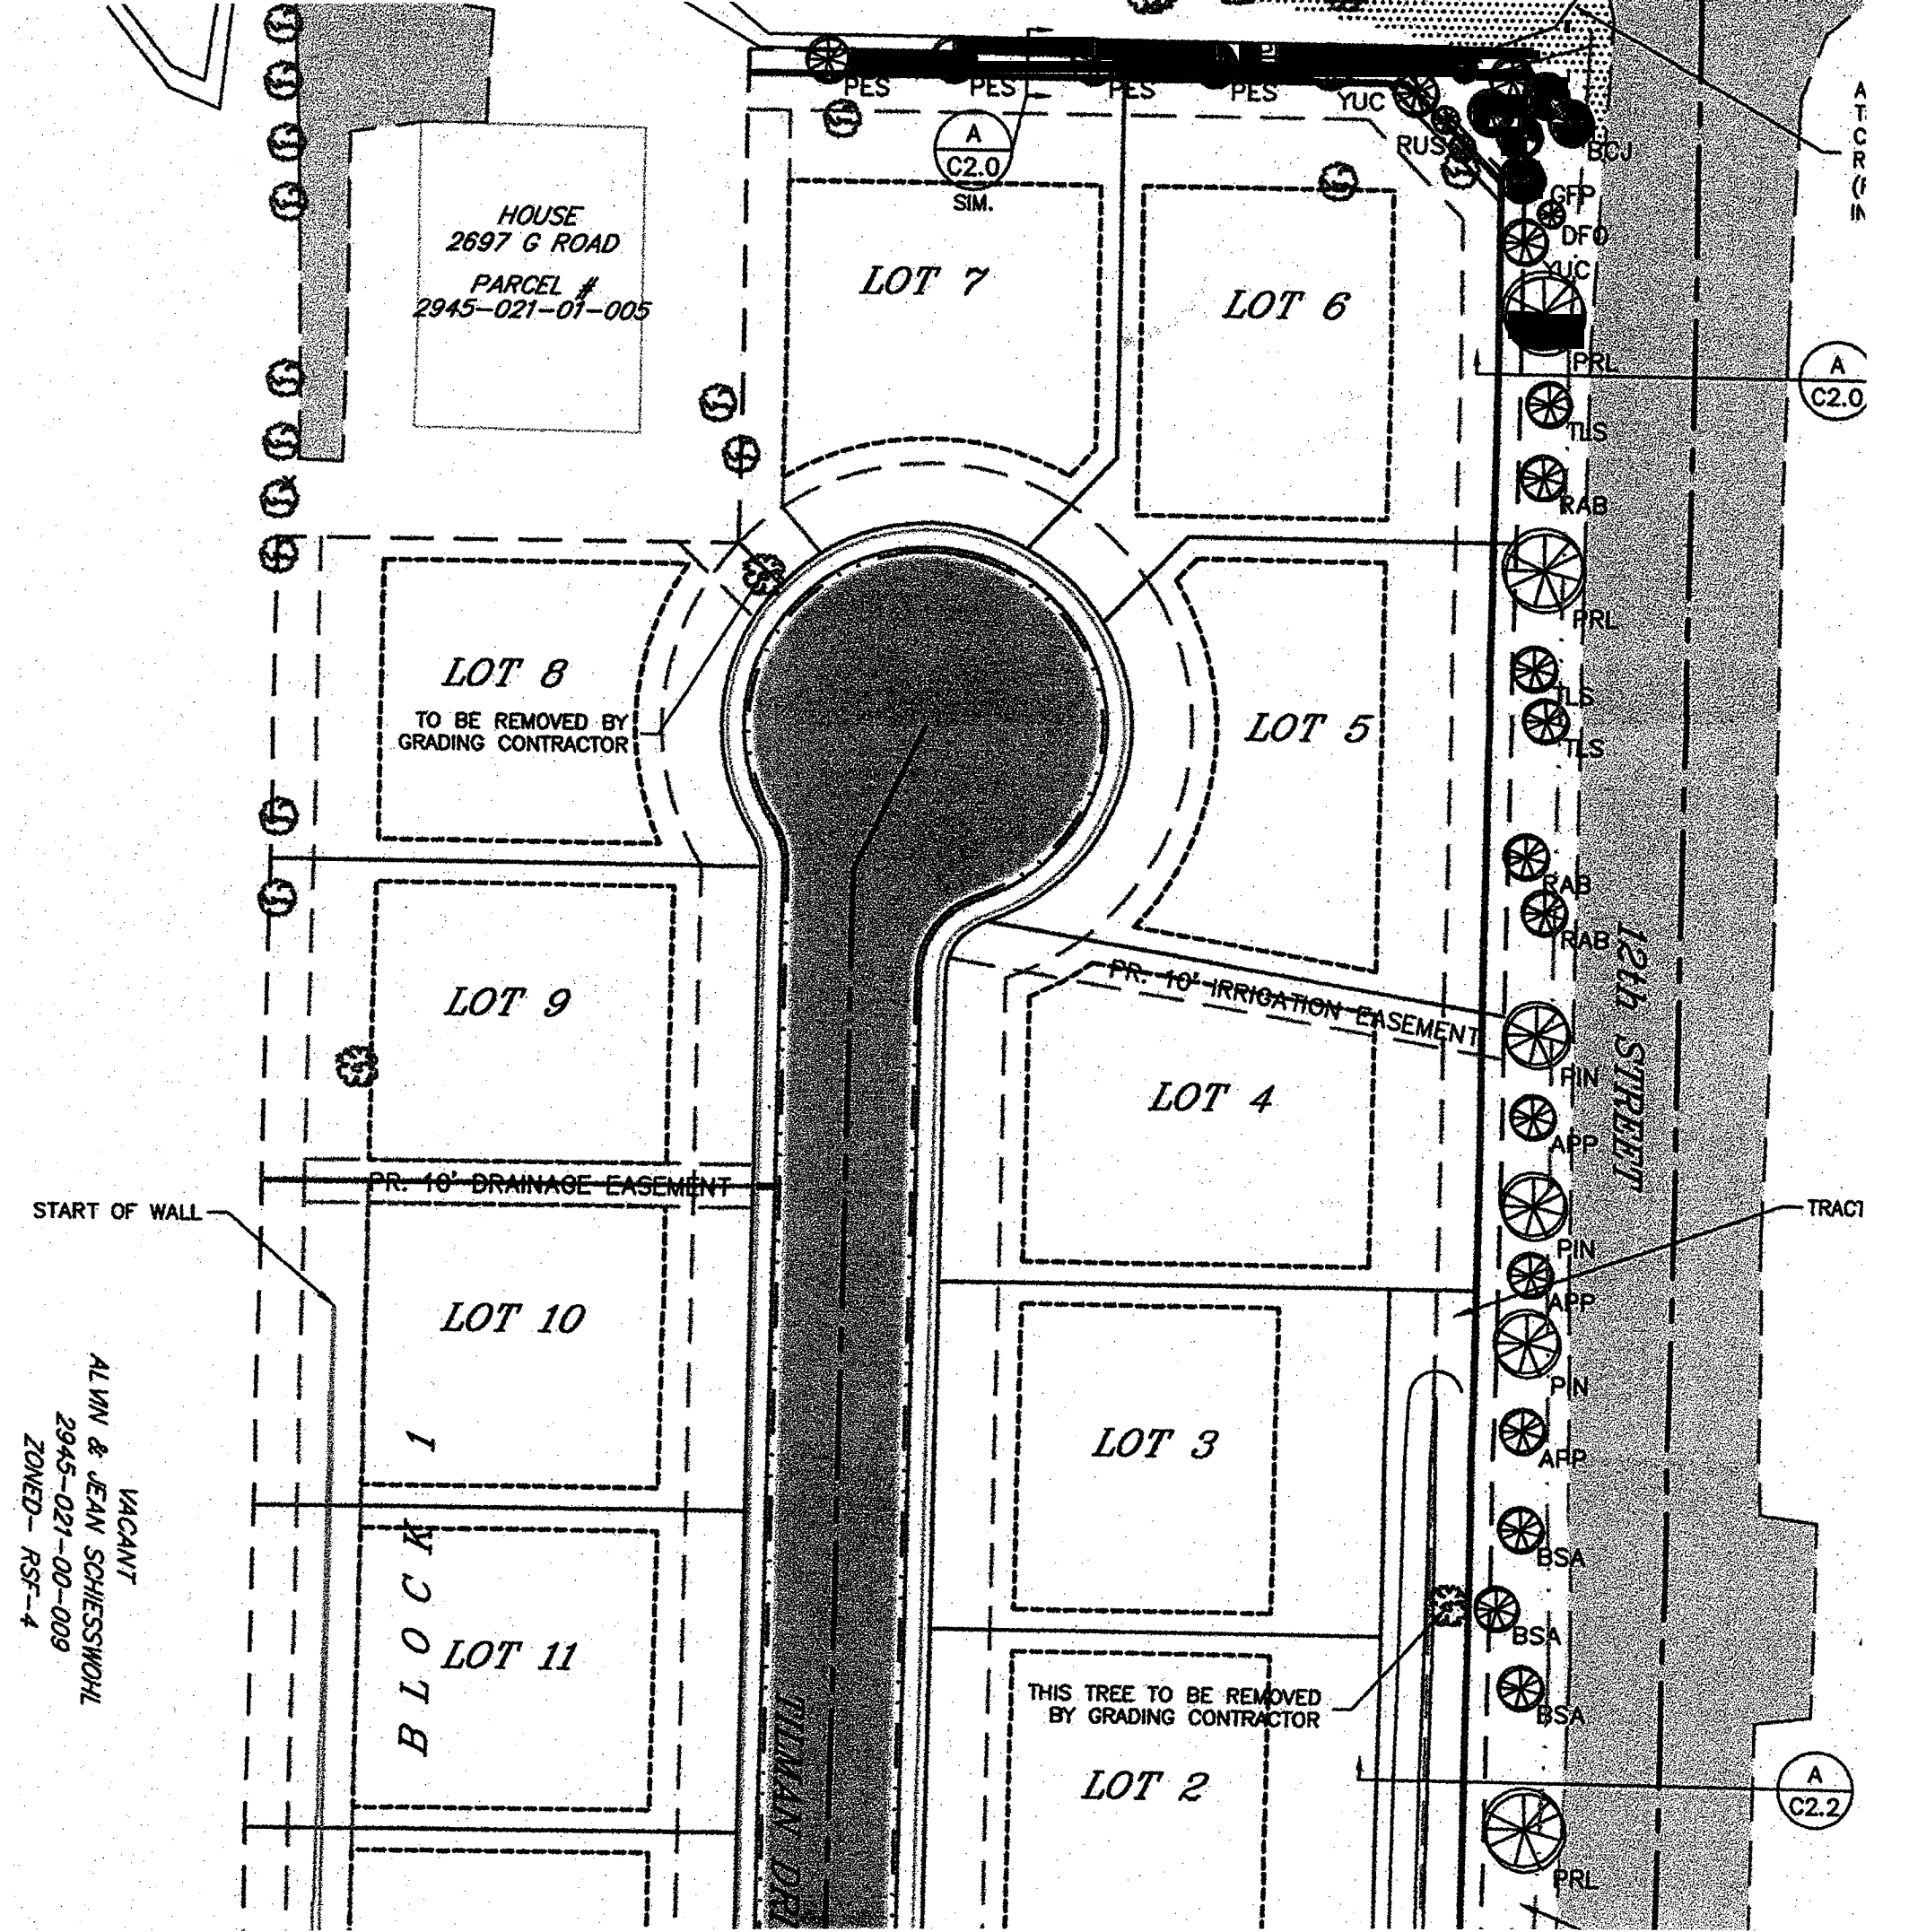 PES
PES
PES
PES
YUC
RUS
BCJ
A
C2.0
SIM.
GFP
DFO
YUC
PRL
HOUSE
2697 G ROAD
PARCEL #
2945-021-01-005
LOT 7
LOT 6
A
C2.0
TLS
RAB
PRL
LOT 8
TO BE REMOVED BY
GRADING CONTRACTOR
LOT 5
TLS
TLS
RAB
RAB
12th STREET
LOT 9
PR. 10' IRRIGATION EASEMENT
PIN
LOT 4
APP
PR. 10' DRAINAGE EASEMENT
START OF WALL
TRACT
PIN
APP
LOT 10
PIN
LOT 3
APP
BLOCK 1
VACANT
ALVIN & JEAN SCHIESSWOHL
2945-021-00-009
ZONED- RSF-4
BSA
BSA
LOT 11
THIS TREE TO BE REMOVED
BY GRADING CONTRACTOR
BSA
LOT 2
A
C2.2
TILMAN DRI
PRL